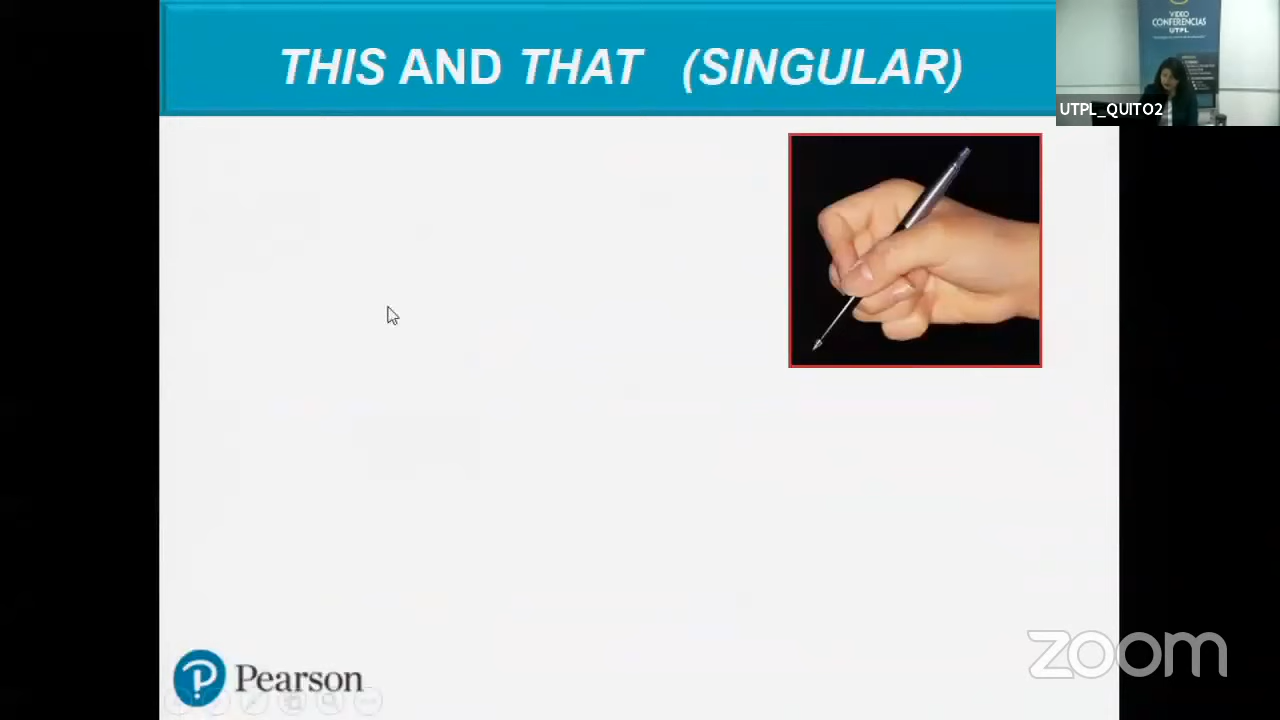 THIS AND THAT (SINGULAR)
VIDEO
CONFERENCIAS
UTPL
UTPL_QUITO2
Pearson
zoom